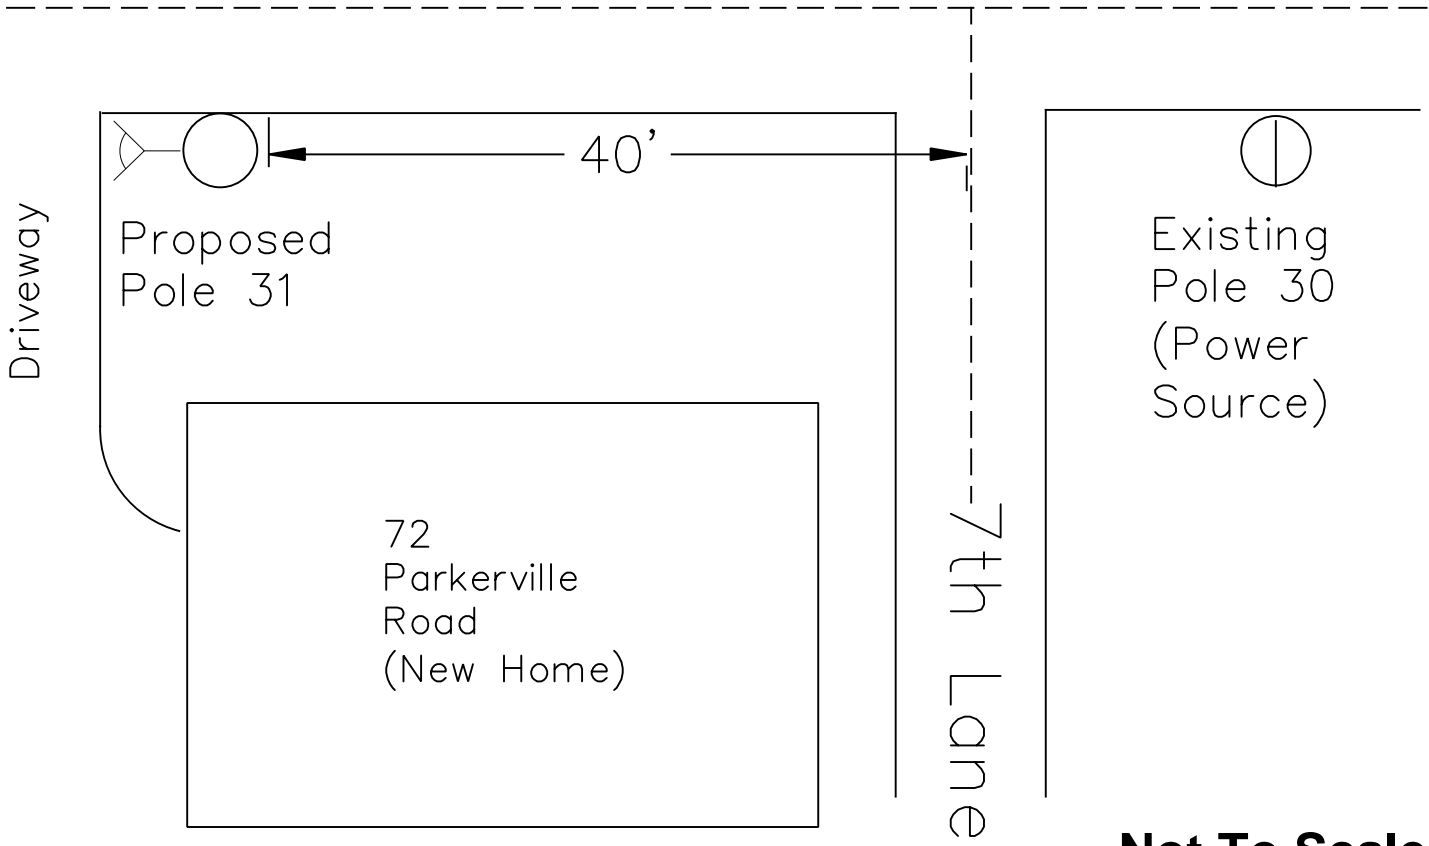 40'
Proposed
Pole 31
Driveway
Existing
Pole 30
(Power
Source)
72
Parkerville
Road
(New Home)
7th Lane
Not To Scale